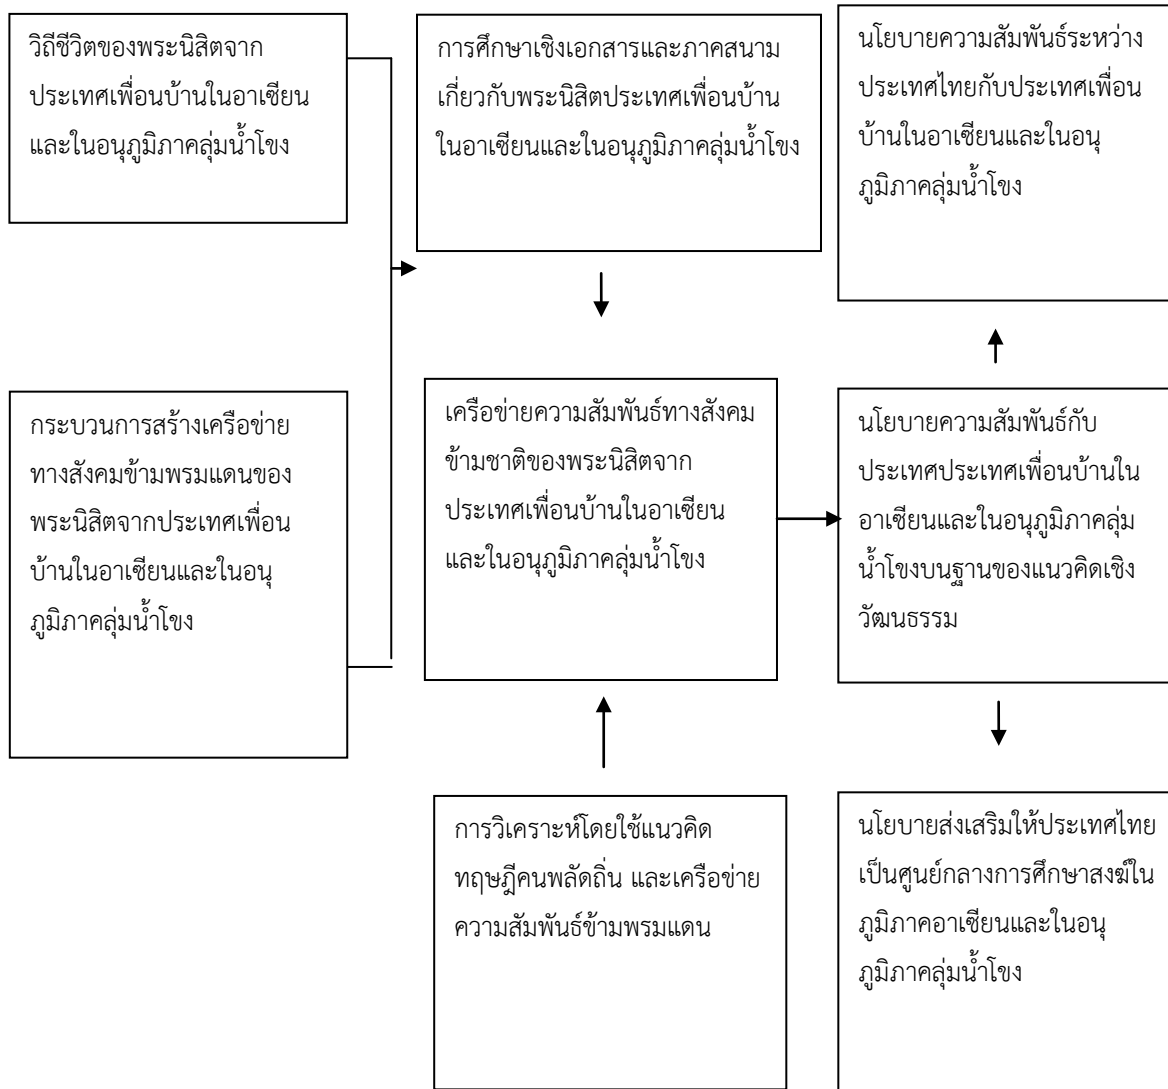 วิถีชีวิตของพระนิสิตจาก
ประเทศเพื่อนบ้านในอาเซียน
และในอนุภูมิภาคลุ่มน้ำโขง
การศึกษาเชิงเอกสารและภาคสนาม
เกี่ยวกับพระนิสิตประเทศเพื่อนบ้าน
ในอาเซียนและในอนุภูมิภาคลุ่มน้ำโขง
นโยบายความสัมพันธ์ระหว่าง
ประเทศไทยกับประเทศเพื่อน
บ้านในอาเซียนและในอนุ
ภูมิภาคลุ่มน้ำโขง
กระบวนการสร้างเครือข่าย
ทางสังคมข้ามพรมแดนของ
พระนิสิตจากประเทศเพื่อน
บ้านในอาเซียนและในอนุ
ภูมิภาคลุ่มน้ำโขง
เครือข่ายความสัมพันธ์ทางสังคม
ข้ามชาติของพระนิสิตจาก
ประเทศเพื่อนบ้านในอาเซียน
และในอนุภูมิภาคลุ่มน้ำโขง
นโยบายความสัมพันธ์กับ
ประเทศประเทศเพื่อนบ้านใน
อาเซียนและในอนุภูมิภาคลุ่ม
น้ำโขงบนฐานของแนวคิดเชิง
วัฒนธรรม
การวิเคราะห์โดยใช้แนวคิด
ทฤษฎีคนพลัดถิ่น และเครือข่าย
ความสัมพันธ์ข้ามพรมแดน
นโยบายส่งเสริมให้ประเทศไทย
เป็นศูนย์กลางการศึกษาสงฆ์ใน
ภูมิภาคอาเซียนและในอนุ
ภูมิภาคลุ่มน้ำโขง